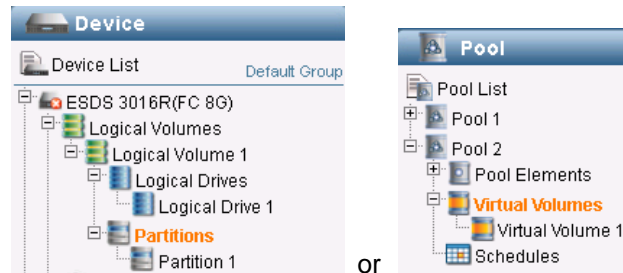 Device
Device List Default Group
ESDS 3016R(FC 8G)
Logical Volumes
Logical Volume 1
Logical Drives
Logical Drive 1
Partitions
Partition 1
or
Pool
Pool List
Pool 1
Pool 2
Pool Elements
Virtual Volumes
Virtual Volume 1
Schedules